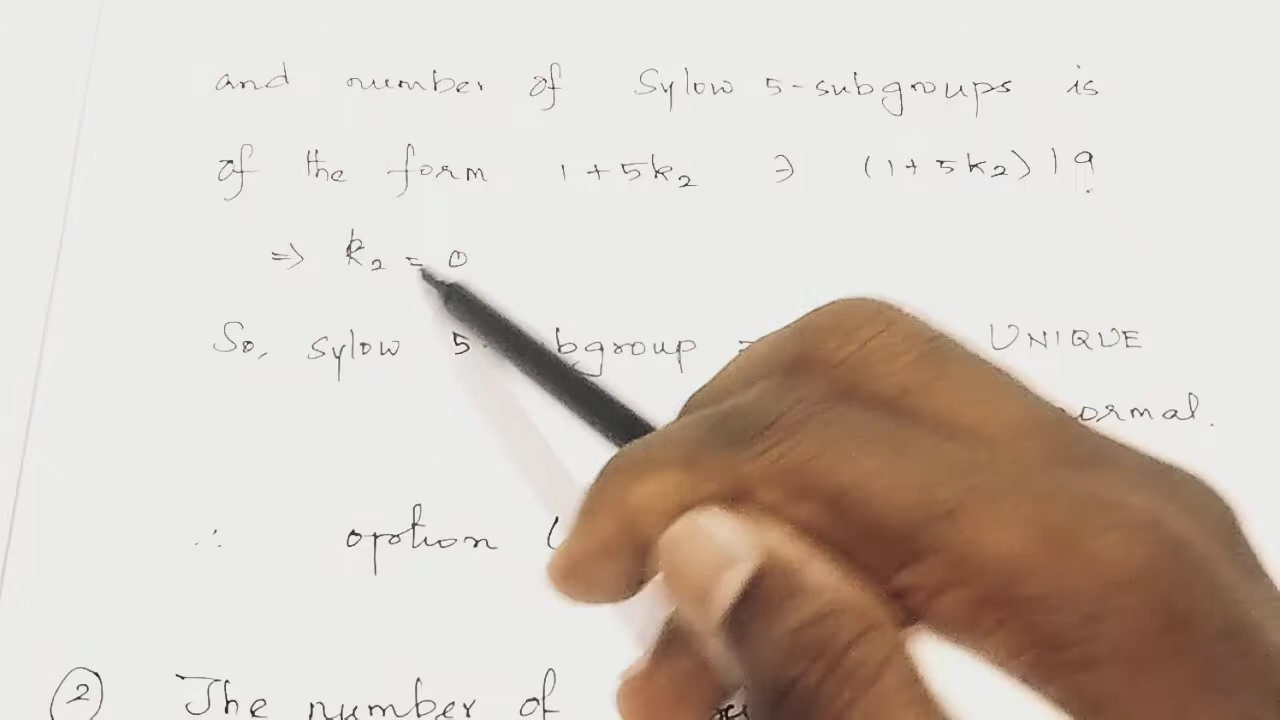 and number of Sylow 5-subgroups is
of the form 1+5k₂ ∋ (1+5k₂)|9
⇒ k₂ = 0
So, Sylow 5- bgroup UNIQUE
ormal.
∴ option (
② The number of